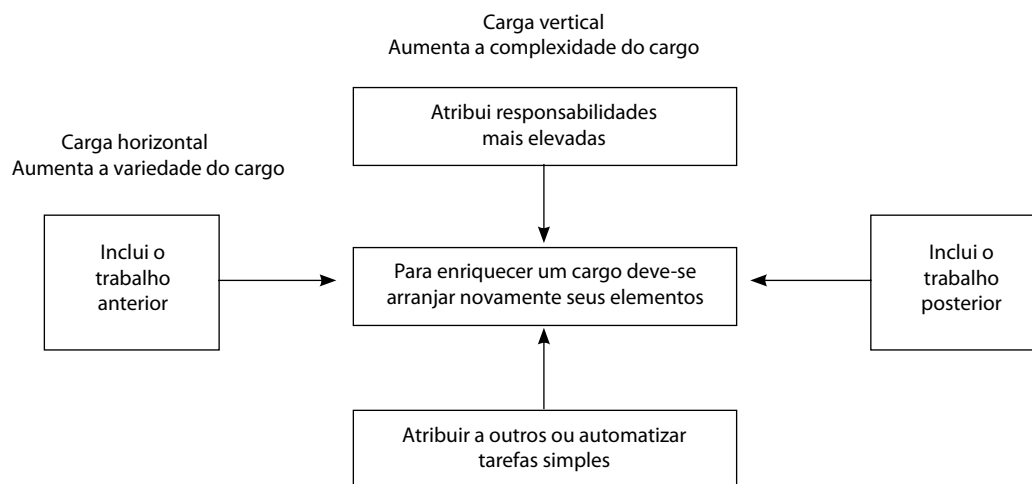 Carga vertical
Aumenta a complexidade do cargo
Atribui responsabilidades
mais elevadas
Carga horizontal
Aumenta a variedade do cargo
Inclui o
trabalho
anterior
Para enriquecer um cargo deve-se
arranjar novamente seus elementos
Inclui o
trabalho
posterior
Atribuir a outros ou automatizar
tarefas simples